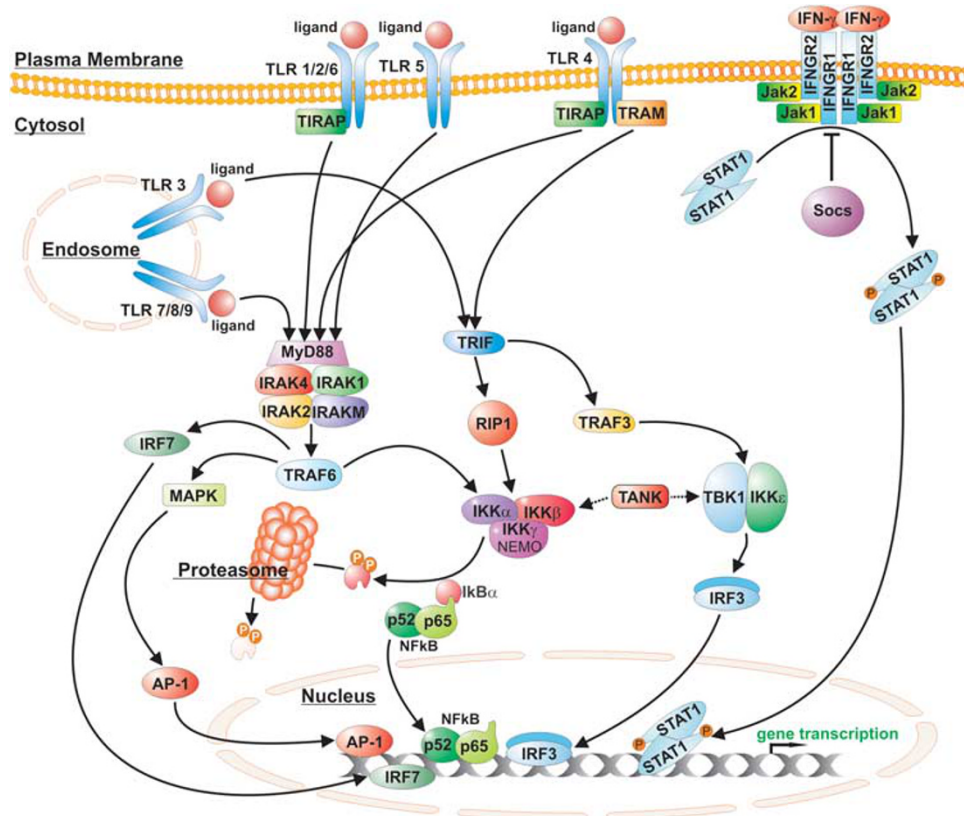 IFN-γ IFN-γ
ligand ligand ligand
IFNGR2 IFNGR1 IFNGR1 IFNGR2
Plasma Membrane
TLR 1/2/6 TLR 5 TLR 4
Jak2 Jak2
Jak1 Jak1
TIRAP TIRAP TRAM
Cytosol
STAT1
STAT1
ligand
TLR 3
Socs
Endosome
STAT1
P P
STAT1
TLR 7/8/9
ligand
MyD88
TRIF
IRAK4 IRAK1
IRAK2 IRAKM
RIP1
TRAF3
IRF7
TRAF6
MAPK
TANK
TBK1 IKKε
IKKα IKKβ
IKKγ
NEMO
Proteasome
P P
IkBα
IRF3
p52 p65
NFkB
P P
AP-1
Nucleus
NFkB
STAT1
P P
STAT1
gene transcription
AP-1
p52 p65
IRF3
IRF7